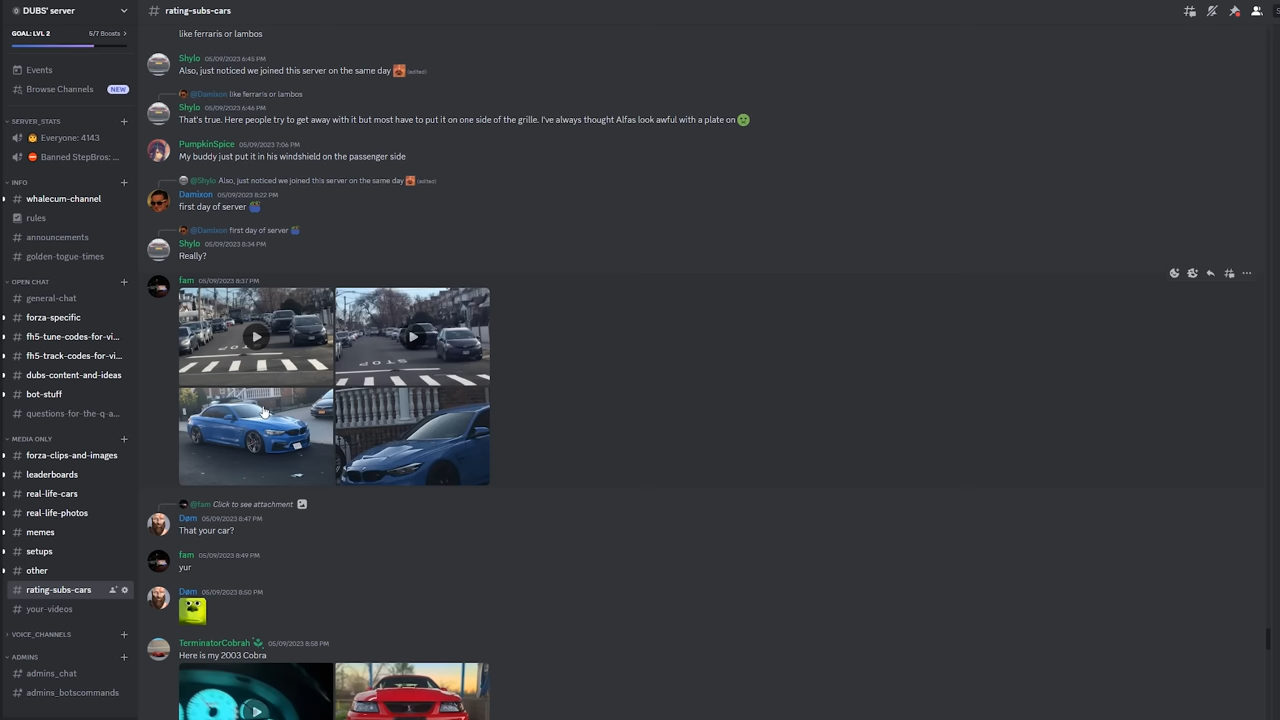 DUBS' server
GOAL: LVL 2
5/7 Boosts >
Events
Browse Channels
NEW
SERVER_STATS
Everyone: 4143
Banned StepBros: ...
INFO
whalecum-channel
rules
announcements
golden-togue-times
OPEN CHAT
# general-chat
# forza-specific
# fh5-tune-codes-for-vi...
# fh5-track-codes-for-vi...
# dubs-content-and-ideas
# bot-stuff
# questions-for-the-q-a...
MEDIA ONLY
# forza-clips-and-images
# leaderboards
# real-life-cars
# real-life-photos
# memes
# setups
# other
# rating-subs-cars
# your-videos
VOICE_CHANNELS
ADMINS
# admins_chat
# admins_botscommands
# rating-subs-cars
like ferraris or lambos
Shylo 05/09/2023 6:45 PM
Also, just noticed we joined this server on the same day (edited)
@Damixon like ferraris or lambos
Shylo 05/09/2023 6:46 PM
That's true. Here people try to get away with it but most have to put it on one side of the grille. I've always thought Alfas look awful with a plate on
PumpkinSpice 05/09/2023 7:06 PM
My buddy just put it in his windshield on the passenger side
@Shylo Also, just noticed we joined this server on the same day (edited)
Damixon 05/09/2023 8:22 PM
first day of server
@Damixon first day of server
Shylo 05/09/2023 8:34 PM
Really?
fam 05/09/2023 8:37 PM
STOP
STOP
@fam Click to see attachment
Døm 05/09/2023 8:47 PM
That your car?
fam 05/09/2023 8:49 PM
yur
Døm 05/09/2023 8:50 PM
TerminatorCobrah 05/09/2023 8:58 PM
Here is my 2003 Cobra